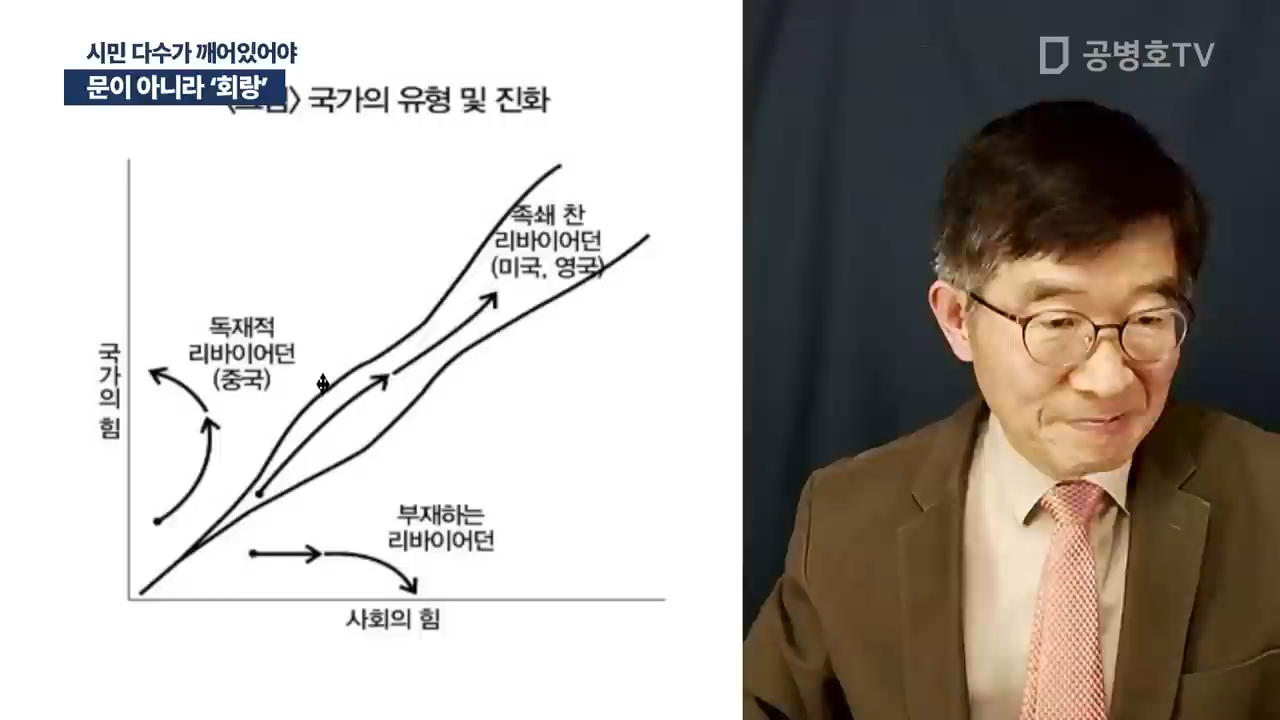 시민 다수가 깨어있어야
문이 아니라 ‘회랑’
공병호TV
국가의 유형 및 진화
족쇄 찬
리바이어던
(미국, 영국)
독재적
리바이어던
(중국)
국가의 힘
부재하는
리바이어던
사회의 힘